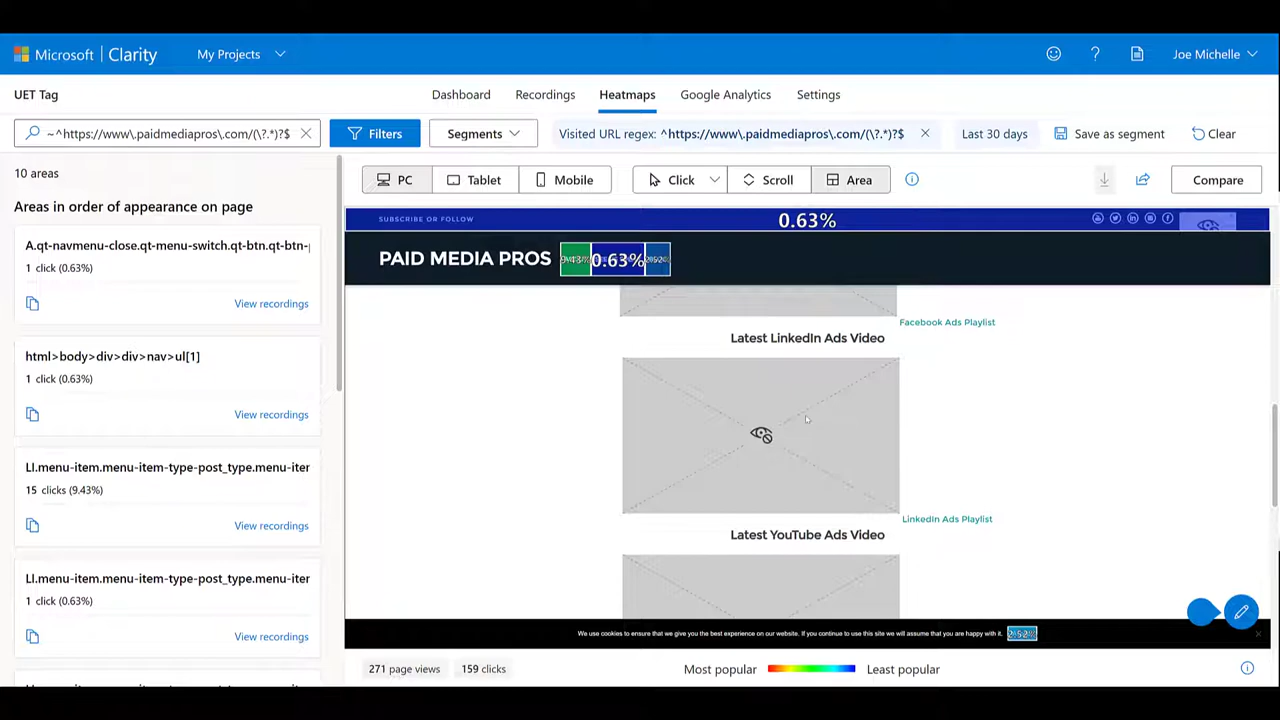 Microsoft | Clarity My Projects Joe Michelle
UET Tag Dashboard Recordings Heatmaps Google Analytics Settings
~^https://www\.paidmediapros\.com/(\?.*)?$ Filters Segments Visited URL regex: ^https://www\.paidmediapros\.com/(\?.*)?$ Last 30 days Save as segment Clear
10 areas
PC Tablet Mobile Click Scroll Area Compare
Areas in order of appearance on page
SUBSCRIBE OR FOLLOW 0.63%
A.qt-navmenu-close.qt-menu-switch.qt-btn.qt-btn-
1 click (0.63%)
PAID MEDIA PROS 9.43% 0.63% 2.52%
View recordings
Facebook Ads Playlist
Latest LinkedIn Ads Video
html>body>div>div>nav>ul[1]
1 click (0.63%)
View recordings
LI.menu-item.menu-item-type-post_type.menu-iter
15 clicks (9.43%)
View recordings
LinkedIn Ads Playlist
Latest YouTube Ads Video
LI.menu-item.menu-item-type-post_type.menu-iter
1 click (0.63%)
View recordings
We use cookies to ensure that we give you the best experience on our website. If you continue to use this site we will assume that you are happy with it. 2.52%
271 page views 159 clicks Most popular Least popular